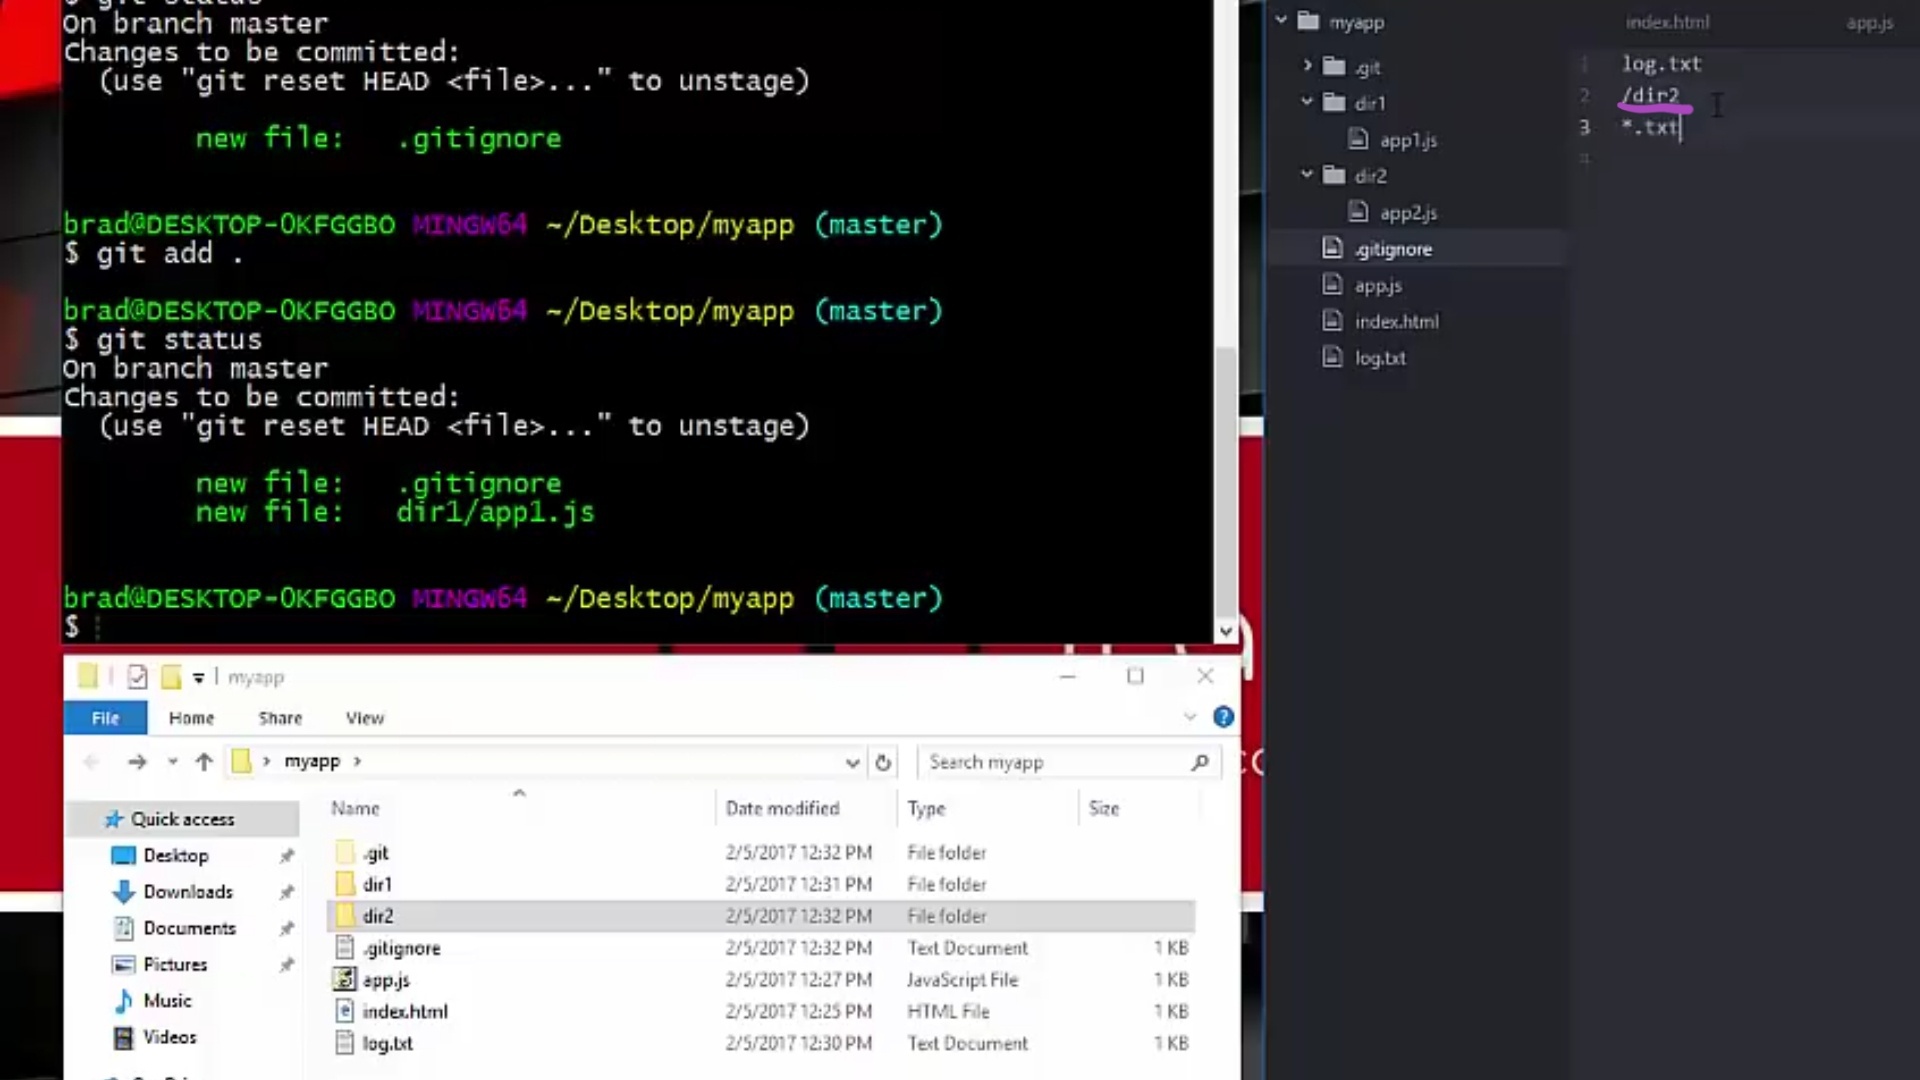 On branch master
Changes to be committed:
(use "git reset HEAD <file>..." to unstage)
new file: .gitignore
brad@DESKTOP-0KFGGBO MINGW64 ~/Desktop/myapp (master)
$ git add .
brad@DESKTOP-0KFGGBO MINGW64 ~/Desktop/myapp (master)
$ git status
On branch master
Changes to be committed:
(use "git reset HEAD <file>..." to unstage)
new file: .gitignore
new file: dir1/app1.js
brad@DESKTOP-0KFGGBO MINGW64 ~/Desktop/myapp (master)
$
myapp
.git
dir1
app1.js
dir2
app2.js
.gitignore
app.js
index.html
log.txt
index.html app.js
1 log.txt
2 /dir2
3 *.txt
myapp
File Home Share View
myapp
Search myapp
Quick access
Desktop
Downloads
Documents
Pictures
Music
Videos
Name Date modified Type Size
.git 2/5/2017 12:32 PM File folder
dir1 2/5/2017 12:31 PM File folder
dir2 2/5/2017 12:32 PM File folder
.gitignore 2/5/2017 12:32 PM Text Document 1 KB
app.js 2/5/2017 12:27 PM JavaScript File 1 KB
index.html 2/5/2017 12:25 PM HTML File 1 KB
log.txt 2/5/2017 12:30 PM Text Document 1 KB